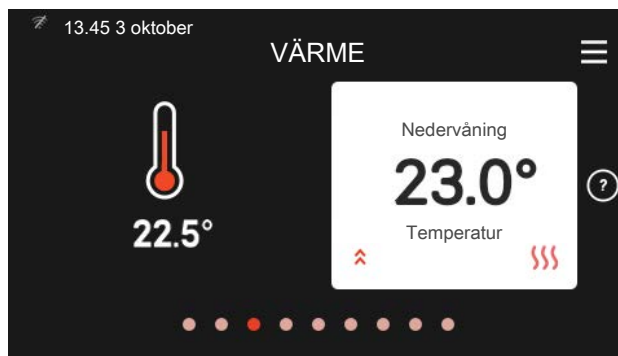 13.45 3 oktober
VÄRME
Nedervåning
23.0°
Temperatur
22.5°
?